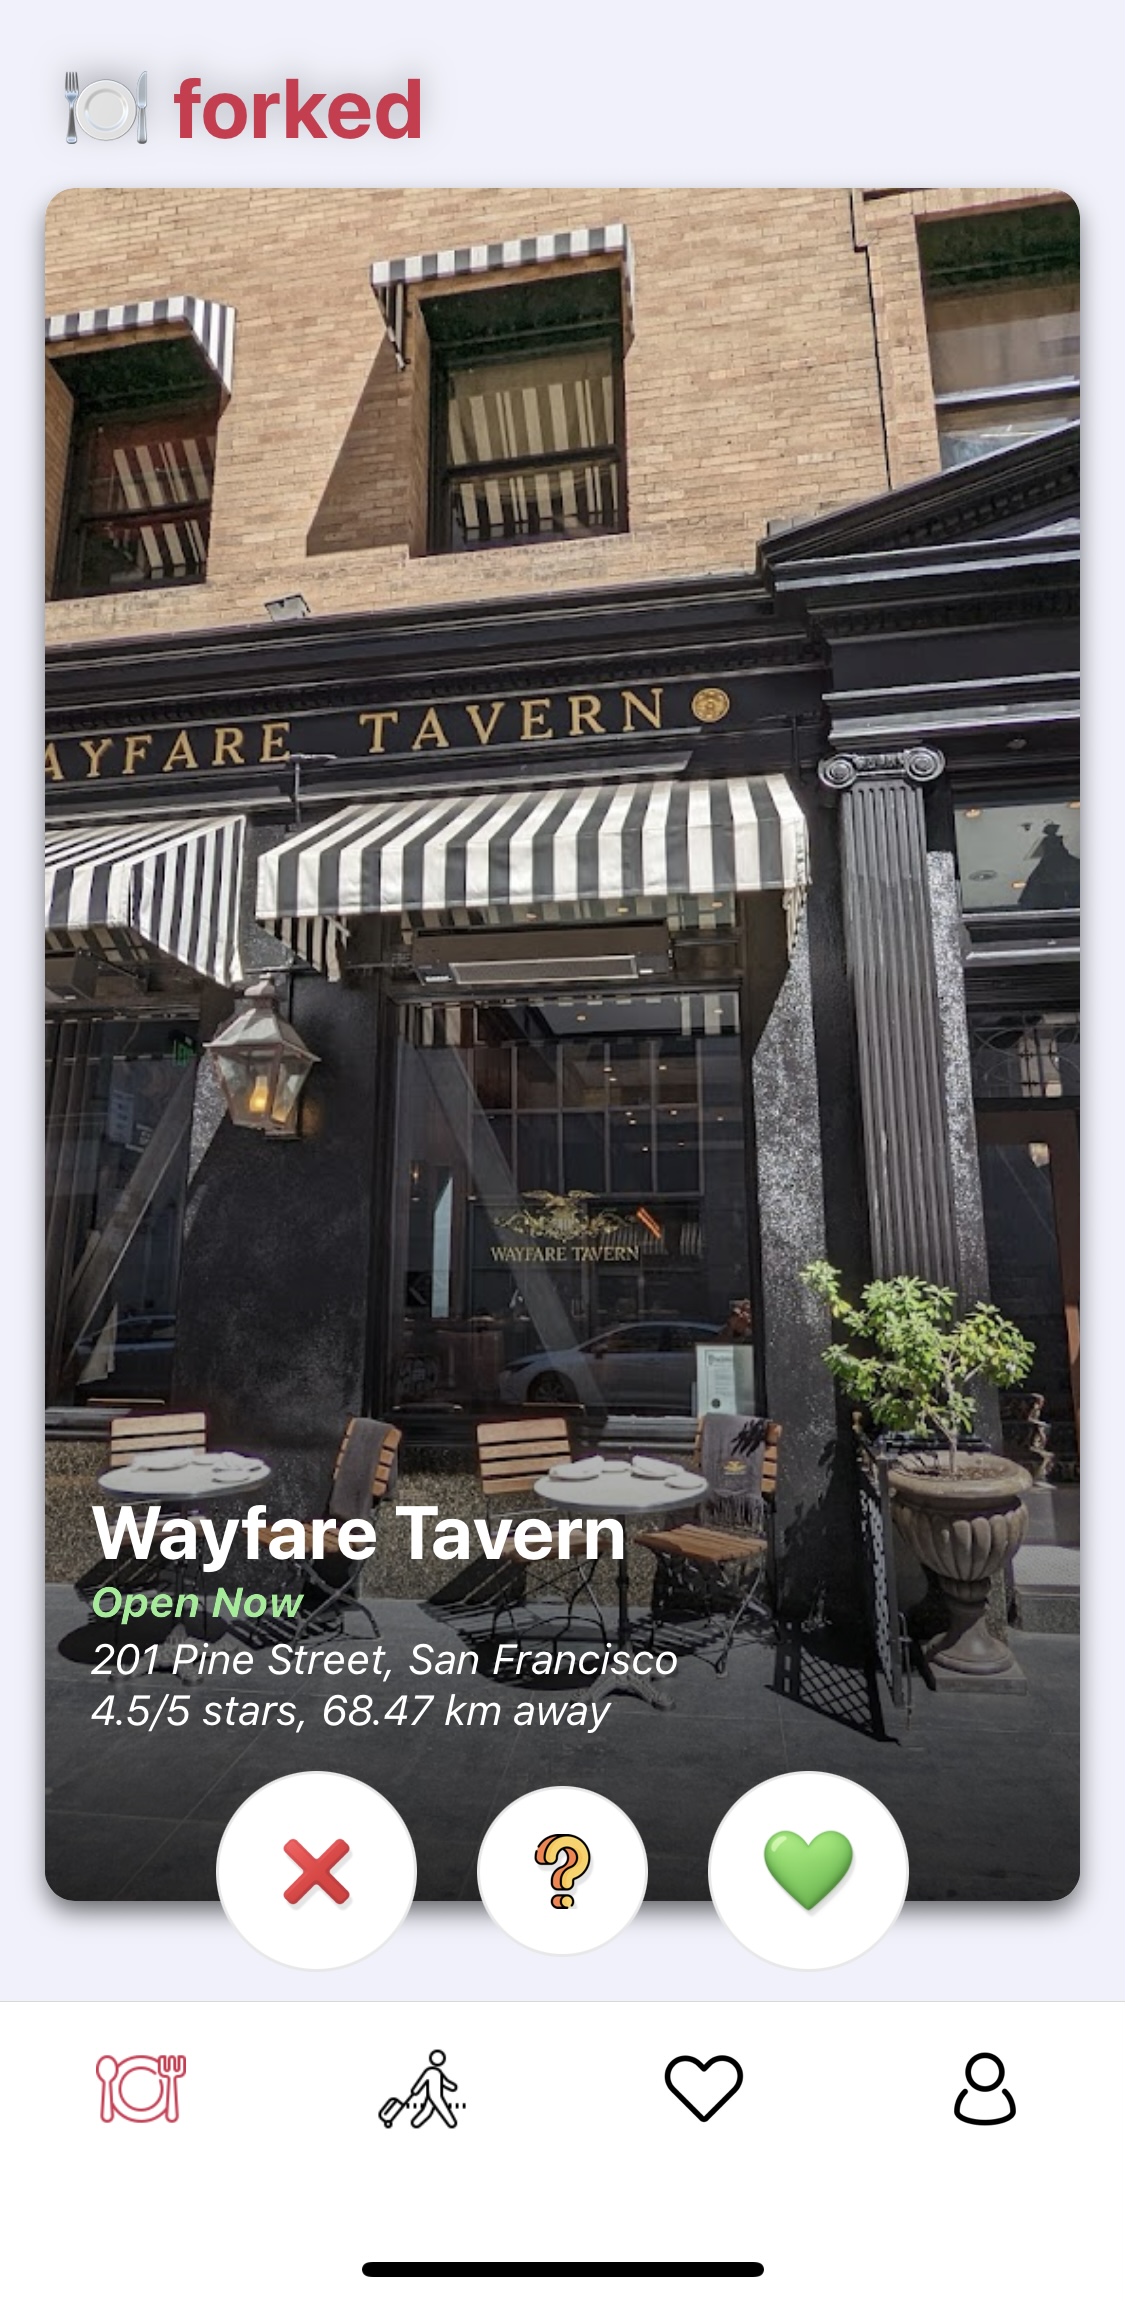 forked
AYFARE TAVERN
WAYFARE TAVERN
Wayfare Tavern
Open Now
201 Pine Street, San Francisco
4.5/5 stars, 68.47 km away